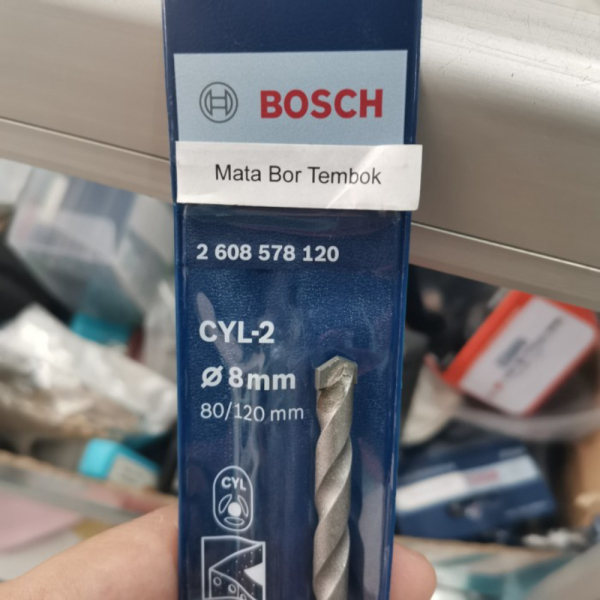 BOSCH
Mata Bor Tembok
2 608 578 120
CYL-2
Ø 8mm
80/120 mm
CYL